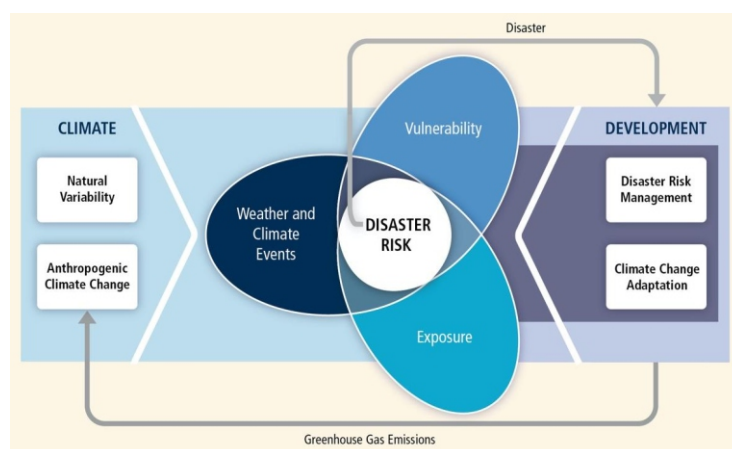 Disaster
CLIMATE
Natural
Variability
Anthropogenic
Climate Change
Vulnerability
Weather and
Climate
Events
DISASTER
RISK
Exposure
DEVELOPMENT
Disaster Risk
Management
Climate Change
Adaptation
Greenhouse Gas Emissions